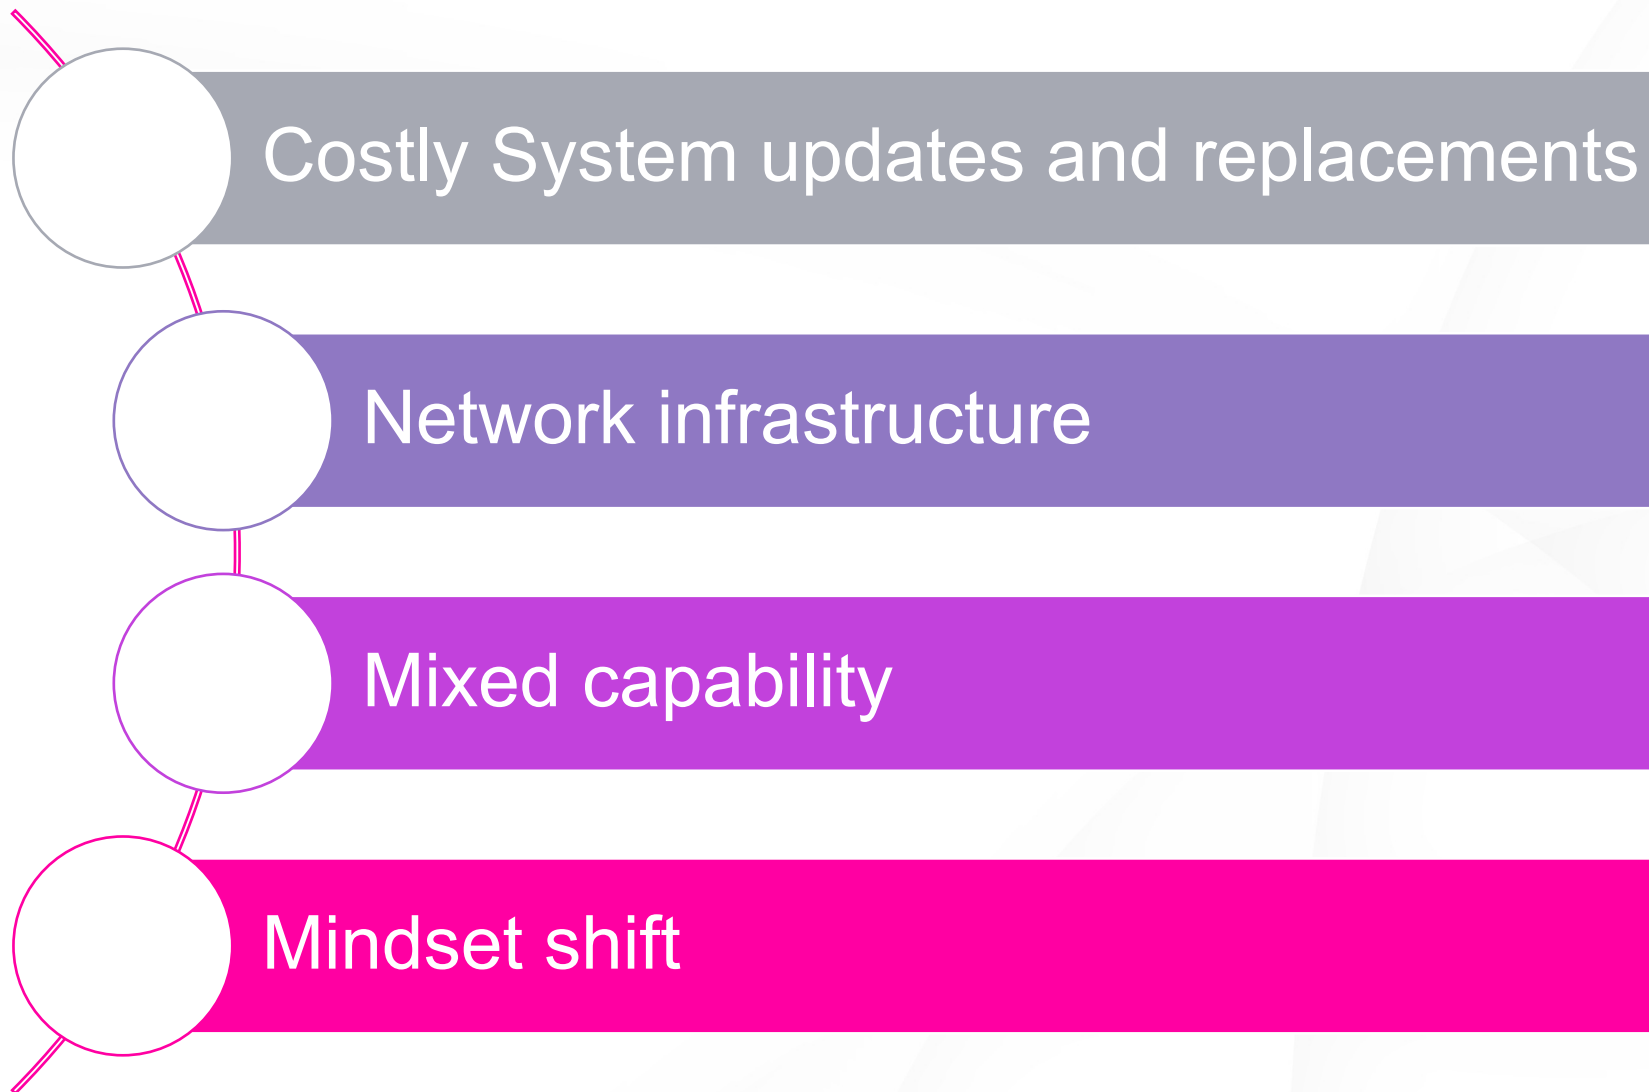 Costly System updates and replacements
Network infrastructure
Mixed capability
Mindset shift